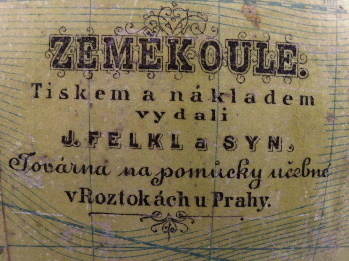 ZEMĚKOULE.
Tiskem a nákladem
vydali
J. FELKL a SYN,
Továrna na pomůcky učebné
v Roztokách u Prahy.